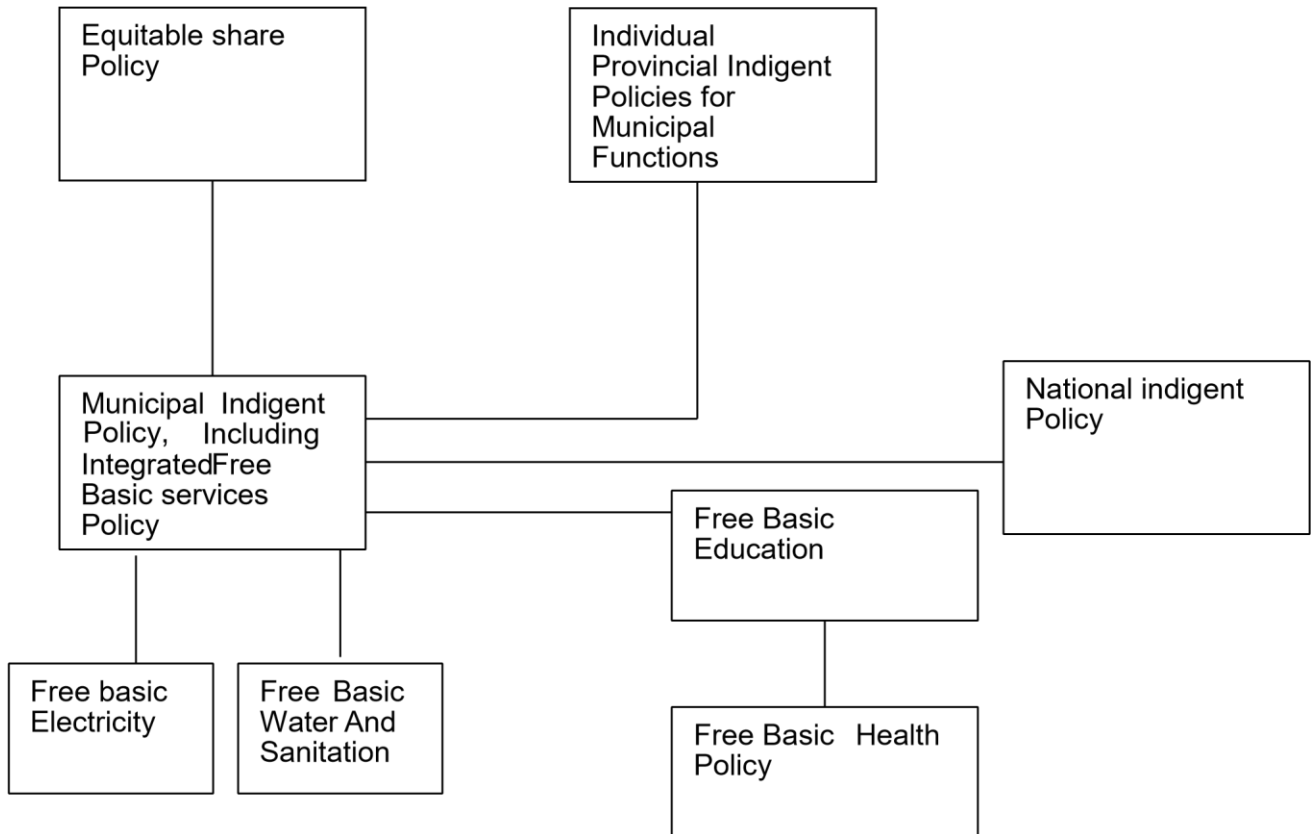 Equitable share
Policy
Individual
Provincial Indigent
Policies for
Municipal
Functions
Municipal Indigent
Policy, Including
IntegratedFree
Basic services
Policy
National indigent
Policy
Free Basic
Education
Free basic
Electricity
Free Basic
Water And
Sanitation
Free Basic Health
Policy